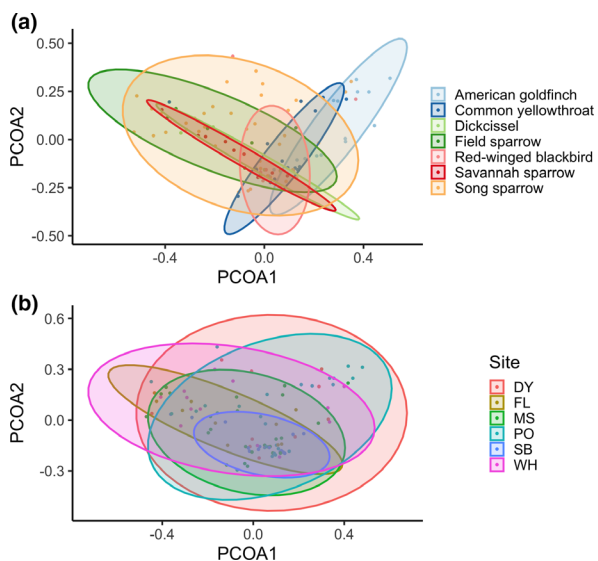 (a)
0.50
0.25
0.00
-0.25
-0.50
PCOA2
-0.4
0.0
0.4
PCOA1
American goldfinch
Common yellowthroat
Dickcissel
Field sparrow
Red-winged blackbird
Savannah sparrow
Song sparrow
(b)
0.6
0.3
0.0
-0.3
PCOA2
-0.4
0.0
0.4
PCOA1
Site
DY
FL
MS
PO
SB
WH